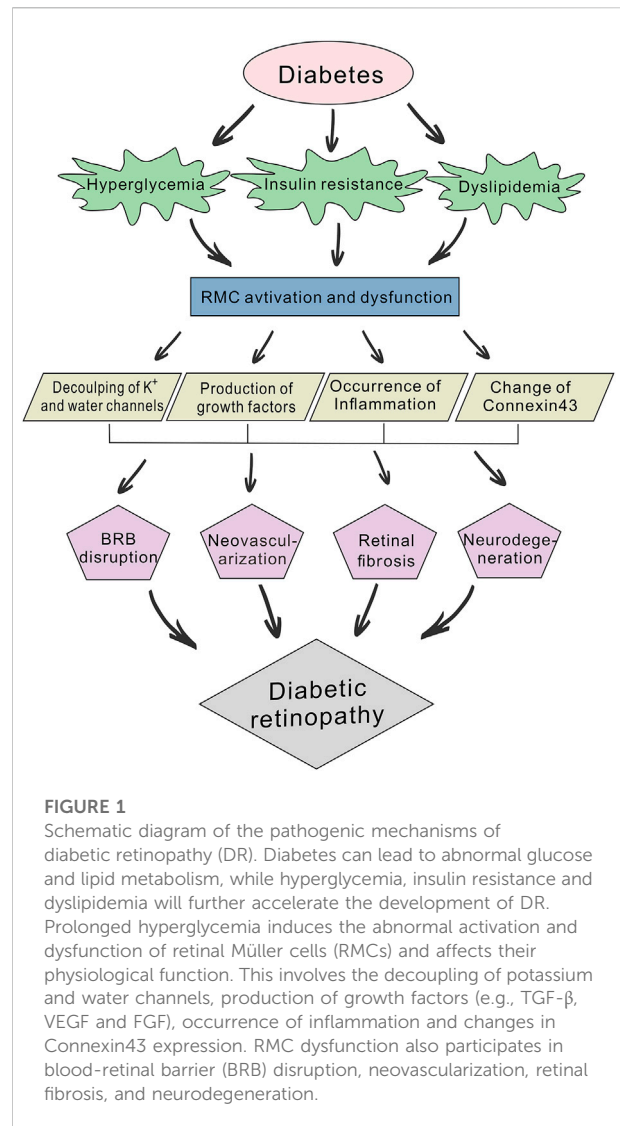 Diabetes
Hyperglycemia
Insulin resistance
Dyslipidemia
RMC avtivation and dysfunction
Decoulping of K⁺
and water channels
Production of
growth factors
Occurrence of
Inflammation
Change of
Connexin43
BRB
disruption
Neovascul-
arization
Retinal
fibrosis
Neurodege-
neration
Diabetic
retinopathy
FIGURE 1
Schematic diagram of the pathogenic mechanisms of
diabetic retinopathy (DR). Diabetes can lead to abnormal glucose
and lipid metabolism, while hyperglycemia, insulin resistance and
dyslipidemia will further accelerate the development of DR.
Prolonged hyperglycemia induces the abnormal activation and
dysfunction of retinal Müller cells (RMCs) and affects their
physiological function. This involves the decoupling of potassium
and water channels, production of growth factors (e.g., TGF-β,
VEGF and FGF), occurrence of inflammation and changes in
Connexin43 expression. RMC dysfunction also participates in
blood-retinal barrier (BRB) disruption, neovascularization, retinal
fibrosis, and neurodegeneration.